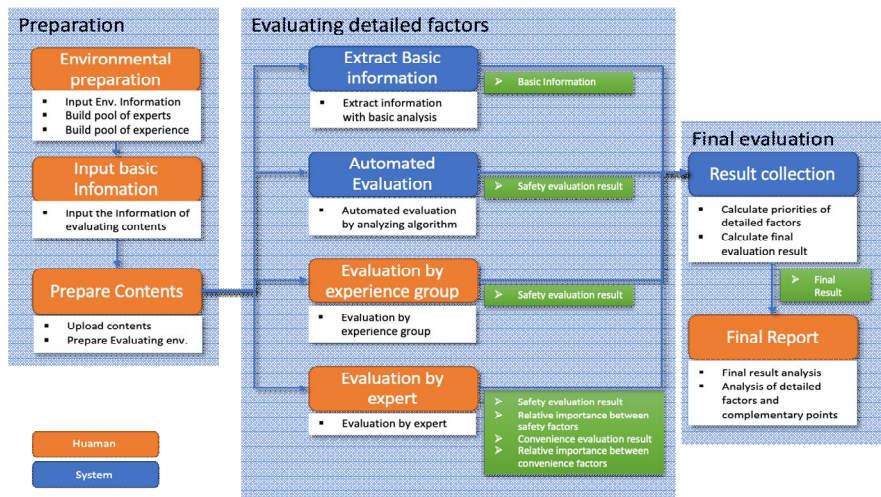 Preparation
Environmental
preparation
▪ Input Env. Information
▪ Build pool of experts
▪ Build pool of experience
Input basic
Infomation
▪ Input the information of
evaluating contents
Prepare Contents
▪ Upload contents
▪ Prepare Evaluating env.
Huaman
System
Evaluating detailed factors
Extract Basic
information
▪ Extract information
with basic analysis
➢ Basic Information
Automated
Evaluation
▪ Automated evaluation
by analyzing algorithm
➢ Safety evaluation result
Evaluation by
experience group
▪ Evaluation by
experience group
➢ Safety evaluation result
Evaluation by
expert
▪ Evaluation by expert
➢ Safety evaluation result
➢ Relative importance between
safety factors
➢ Convenience evaluation result
➢ Relative importance between
convenience factors
Final evaluation
Result collection
▪ Calculate priorities of
detailed factors
▪ Calculate final
evaluation result
➢ Final
Result
Final Report
▪ Final result analysis
▪ Analysis of detailed
factors and
complementary points